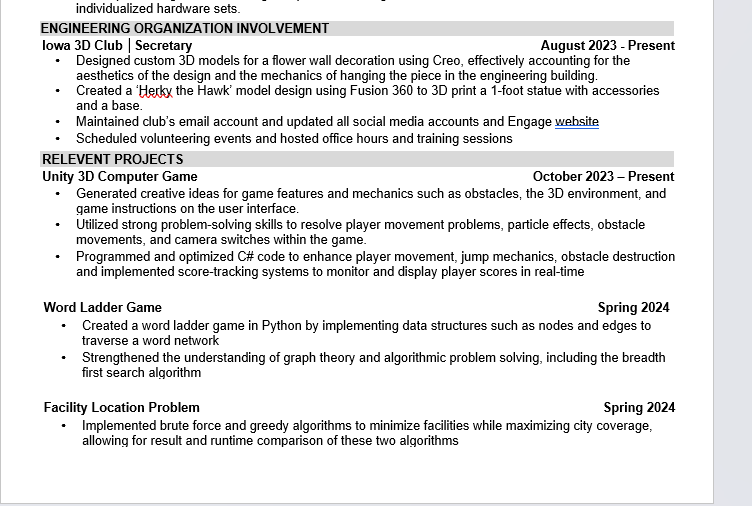 individualized hardware sets.
ENGINEERING ORGANIZATION INVOLVEMENT
Iowa 3D Club | Secretary August 2023 - Present
• Designed custom 3D models for a flower wall decoration using Creo, effectively accounting for the
aesthetics of the design and the mechanics of hanging the piece in the engineering building.
• Created a ‘Herky the Hawk’ model design using Fusion 360 to 3D print a 1-foot statue with accessories
and a base.
• Maintained club’s email account and updated all social media accounts and Engage website
• Scheduled volunteering events and hosted office hours and training sessions
RELEVENT PROJECTS
Unity 3D Computer Game October 2023 – Present
• Generated creative ideas for game features and mechanics such as obstacles, the 3D environment, and
game instructions on the user interface.
• Utilized strong problem-solving skills to resolve player movement problems, particle effects, obstacle
movements, and camera switches within the game.
• Programmed and optimized C# code to enhance player movement, jump mechanics, obstacle destruction
and implemented score-tracking systems to monitor and display player scores in real-time
Word Ladder Game Spring 2024
• Created a word ladder game in Python by implementing data structures such as nodes and edges to
traverse a word network
• Strengthened the understanding of graph theory and algorithmic problem solving, including the breadth
first search algorithm
Facility Location Problem Spring 2024
• Implemented brute force and greedy algorithms to minimize facilities while maximizing city coverage,
allowing for result and runtime comparison of these two algorithms